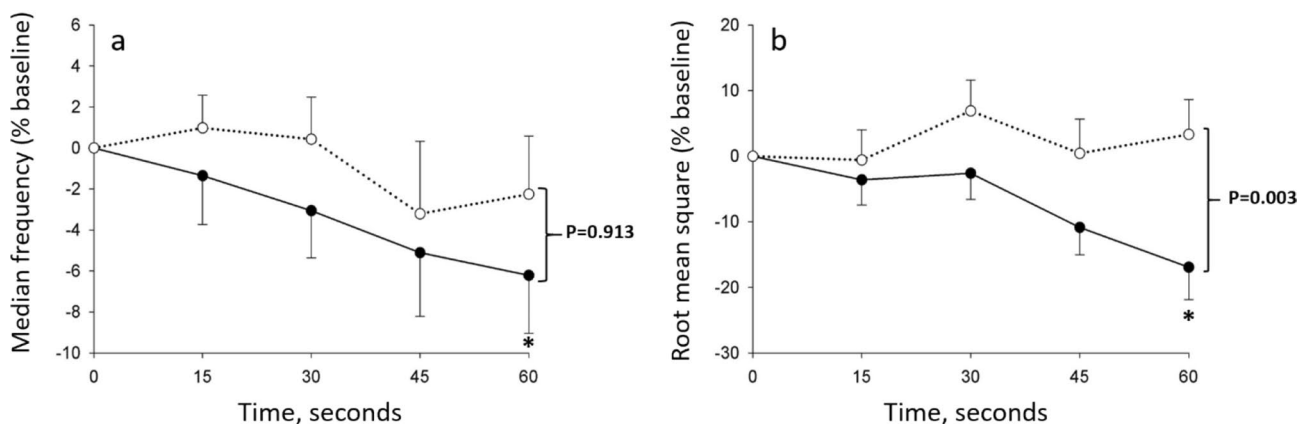 a
Median frequency (% baseline)
6
4
2
0
-2
-4
-6
-8
-10
P=0.913
*
0 15 30 45 60
Time, seconds
b
Root mean square (% baseline)
20
10
0
-10
-20
-30
P=0.003
*
0 15 30 45 60
Time, seconds